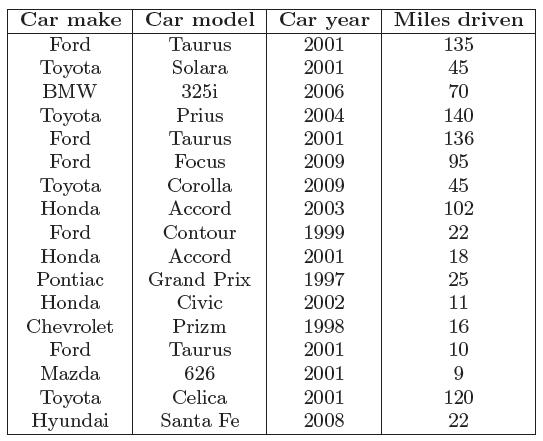 Car make Car model Car year Miles driven
Ford Taurus 2001 135
Toyota Solara 2001 45
BMW 325i 2006 70
Toyota Prius 2004 140
Ford Taurus 2001 136
Ford Focus 2009 95
Toyota Corolla 2009 45
Honda Accord 2003 102
Ford Contour 1999 22
Honda Accord 2001 18
Pontiac Grand Prix 1997 25
Honda Civic 2002 11
Chevrolet Prizm 1998 16
Ford Taurus 2001 10
Mazda 626 2001 9
Toyota Celica 2001 120
Hyundai Santa Fe 2008 22